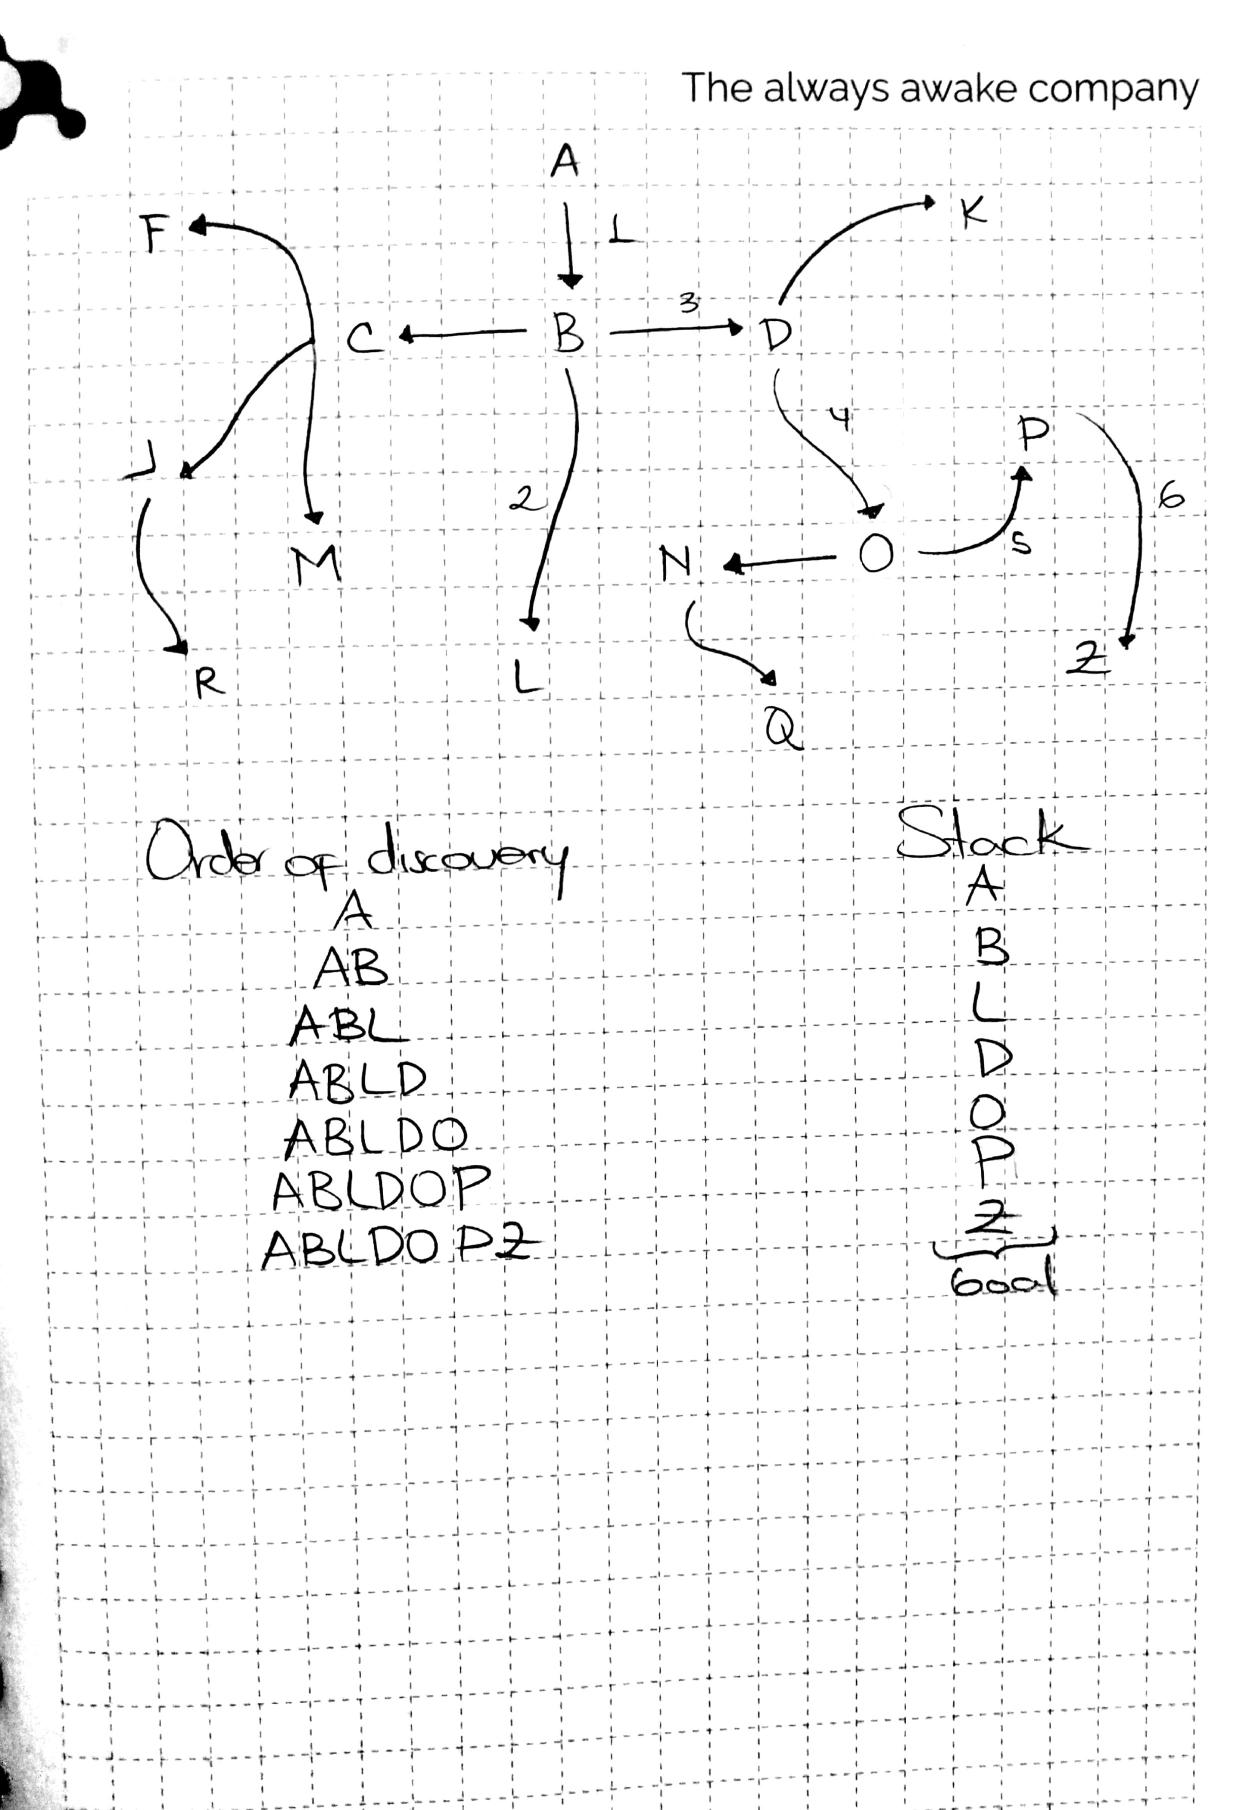 The always awake company
A
F
K
1
3
C
B
D
4
P
J
2
6
5
M
N
O
R
L
Z
Q
Order of discovery
Stack
A
A
AB
B
ABL
L
ABLD
D
ABLDO
O
ABLDOP
P
ABLDOPZ
Z
Goal